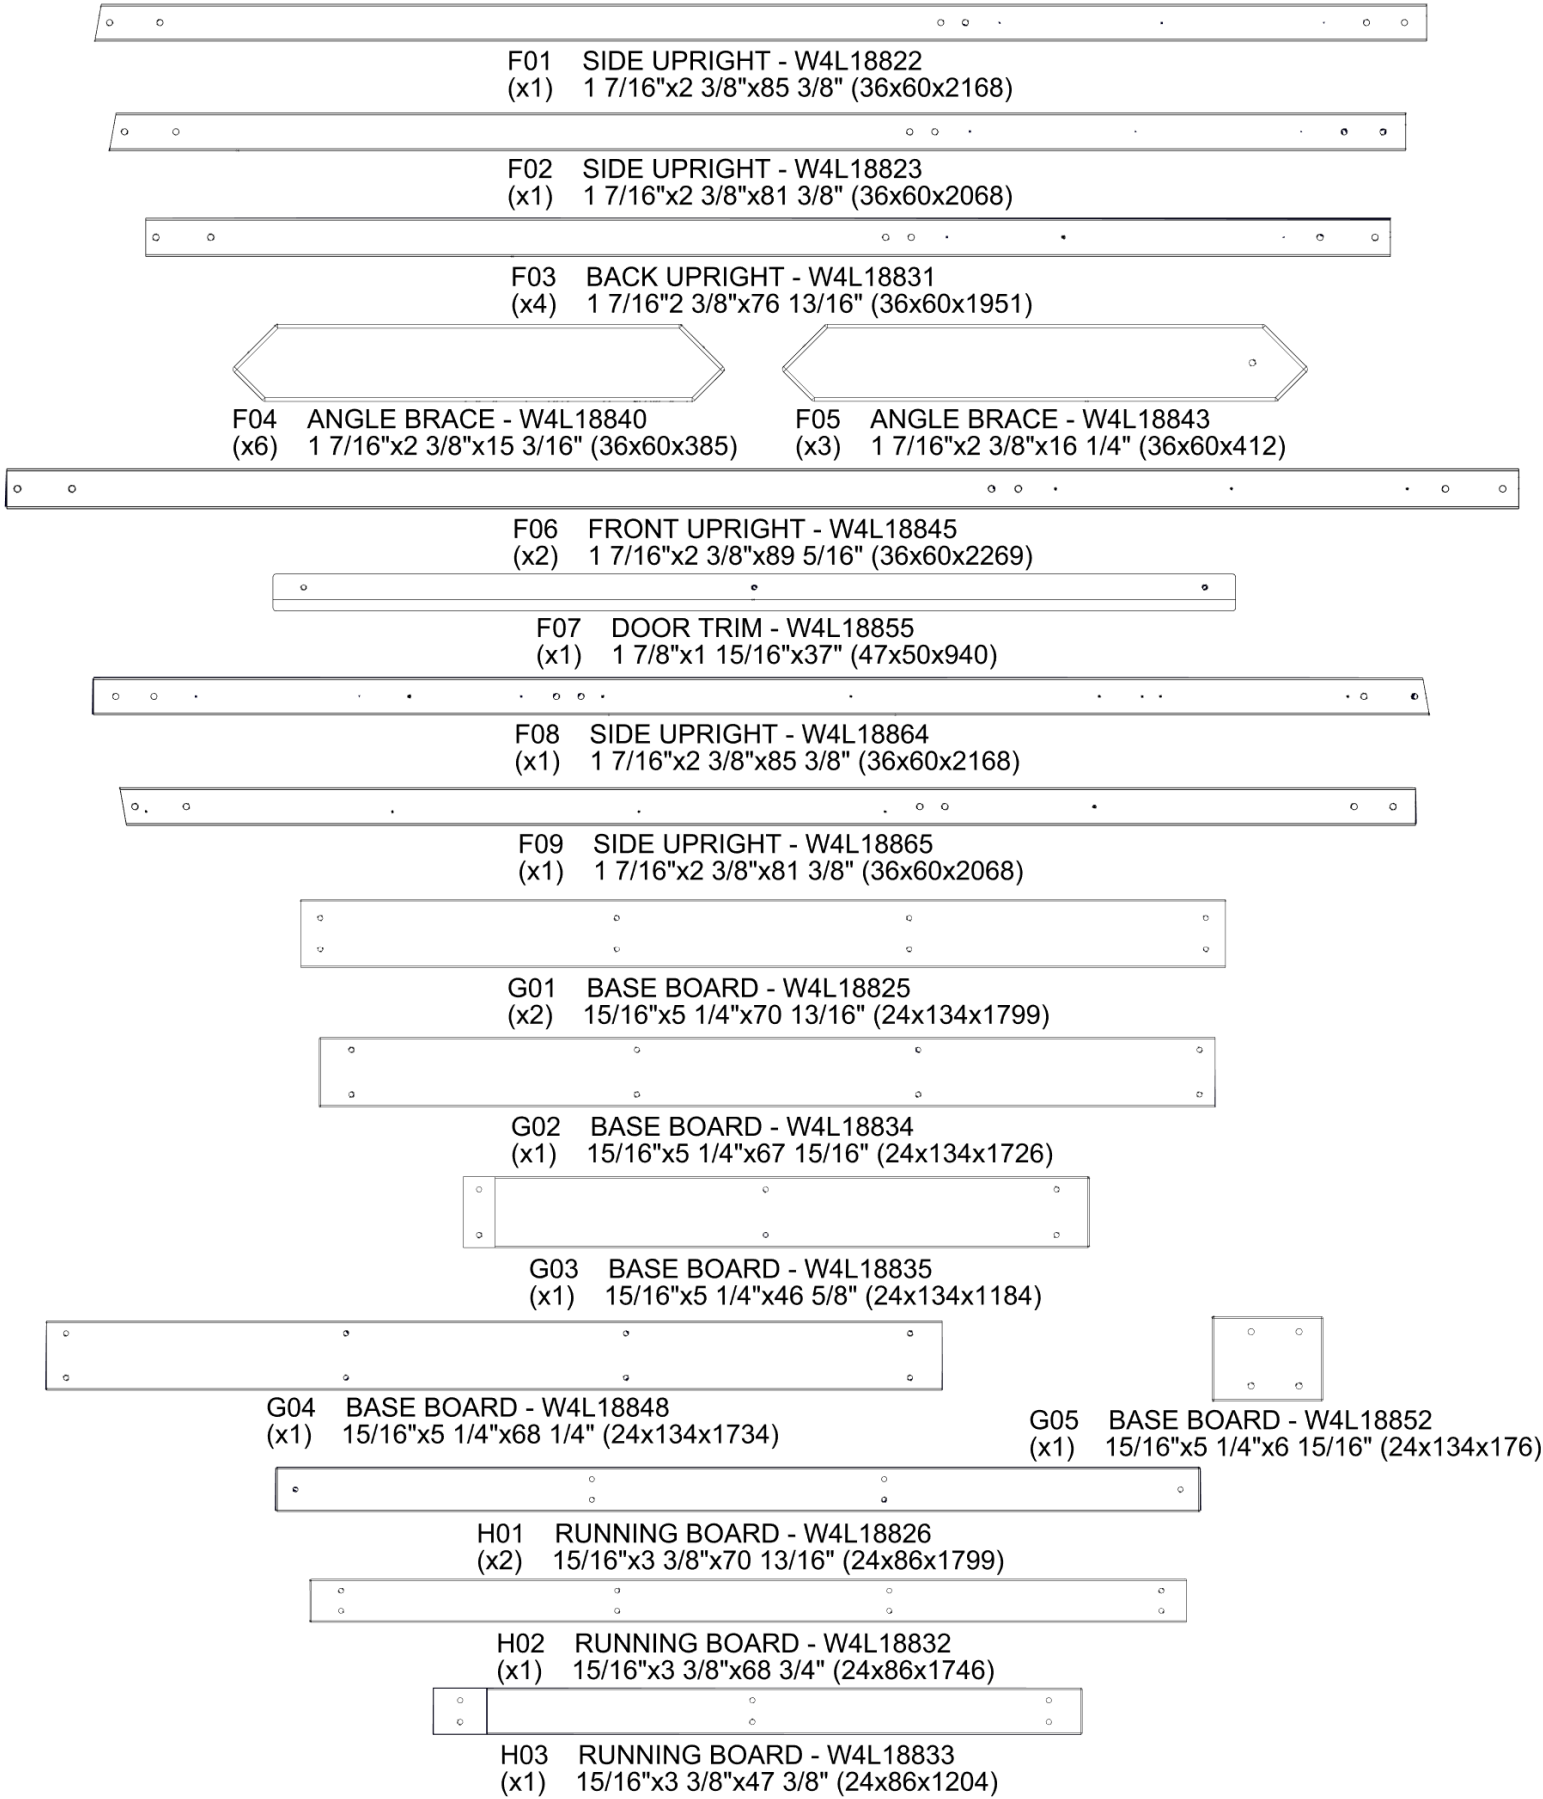 F01 SIDE UPRIGHT - W4L18822
(x1) 1 7/16"x2 3/8"x85 3/8" (36x60x2168)
F02 SIDE UPRIGHT - W4L18823
(x1) 1 7/16"x2 3/8"x81 3/8" (36x60x2068)
F03 BACK UPRIGHT - W4L18831
(x4) 1 7/16"2 3/8"x76 13/16" (36x60x1951)
F04 ANGLE BRACE - W4L18840
(x6) 1 7/16"x2 3/8"x15 3/16" (36x60x385)
F05 ANGLE BRACE - W4L18843
(x3) 1 7/16"x2 3/8"x16 1/4" (36x60x412)
F06 FRONT UPRIGHT - W4L18845
(x2) 1 7/16"x2 3/8"x89 5/16" (36x60x2269)
F07 DOOR TRIM - W4L18855
(x1) 1 7/8"x1 15/16"x37" (47x50x940)
F08 SIDE UPRIGHT - W4L18864
(x1) 1 7/16"x2 3/8"x85 3/8" (36x60x2168)
F09 SIDE UPRIGHT - W4L18865
(x1) 1 7/16"x2 3/8"x81 3/8" (36x60x2068)
G01 BASE BOARD - W4L18825
(x2) 15/16"x5 1/4"x70 13/16" (24x134x1799)
G02 BASE BOARD - W4L18834
(x1) 15/16"x5 1/4"x67 15/16" (24x134x1726)
G03 BASE BOARD - W4L18835
(x1) 15/16"x5 1/4"x46 5/8" (24x134x1184)
G04 BASE BOARD - W4L18848
(x1) 15/16"x5 1/4"x68 1/4" (24x134x1734)
G05 BASE BOARD - W4L18852
(x1) 15/16"x5 1/4"x6 15/16" (24x134x176)
H01 RUNNING BOARD - W4L18826
(x2) 15/16"x3 3/8"x70 13/16" (24x86x1799)
H02 RUNNING BOARD - W4L18832
(x1) 15/16"x3 3/8"x68 3/4" (24x86x1746)
H03 RUNNING BOARD - W4L18833
(x1) 15/16"x3 3/8"x47 3/8" (24x86x1204)